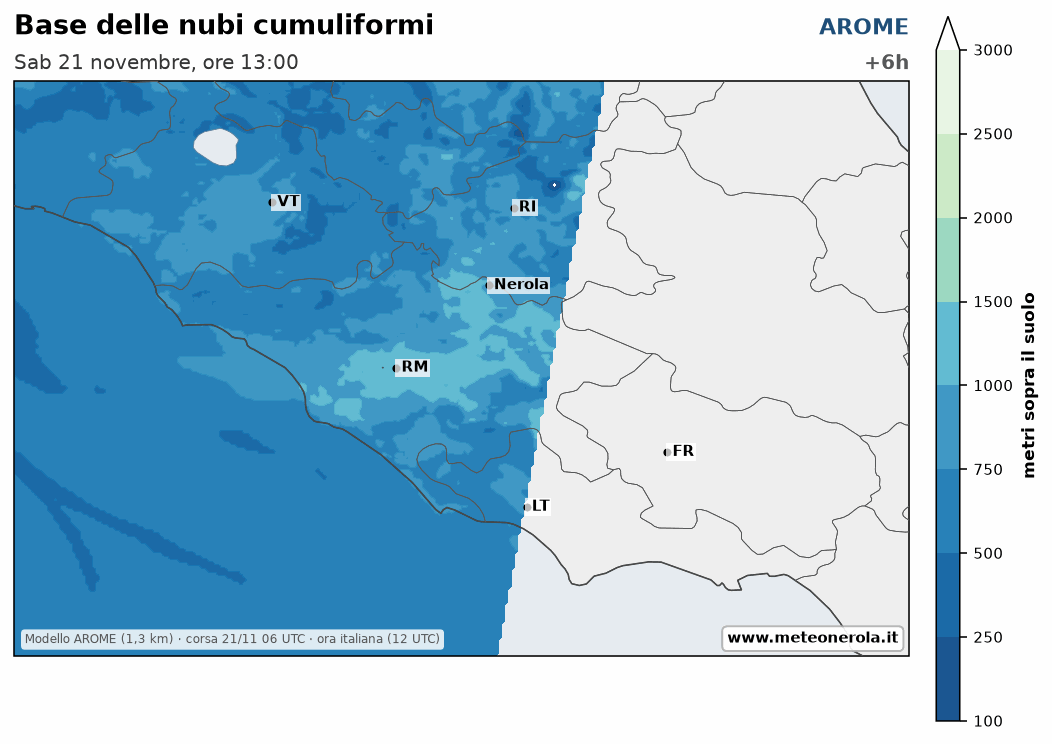 Base delle nubi cumuliformi
AROME
Sab 21 novembre, ore 13:00
+6h
VT
RI
Nerola
RM
FR
LT
Modello AROME (1,3 km) · corsa 21/11 06 UTC · ora italiana (12 UTC)
www.meteonerola.it
3000
2500
2000
1500
1000
750
500
250
100
metri sopra il suolo